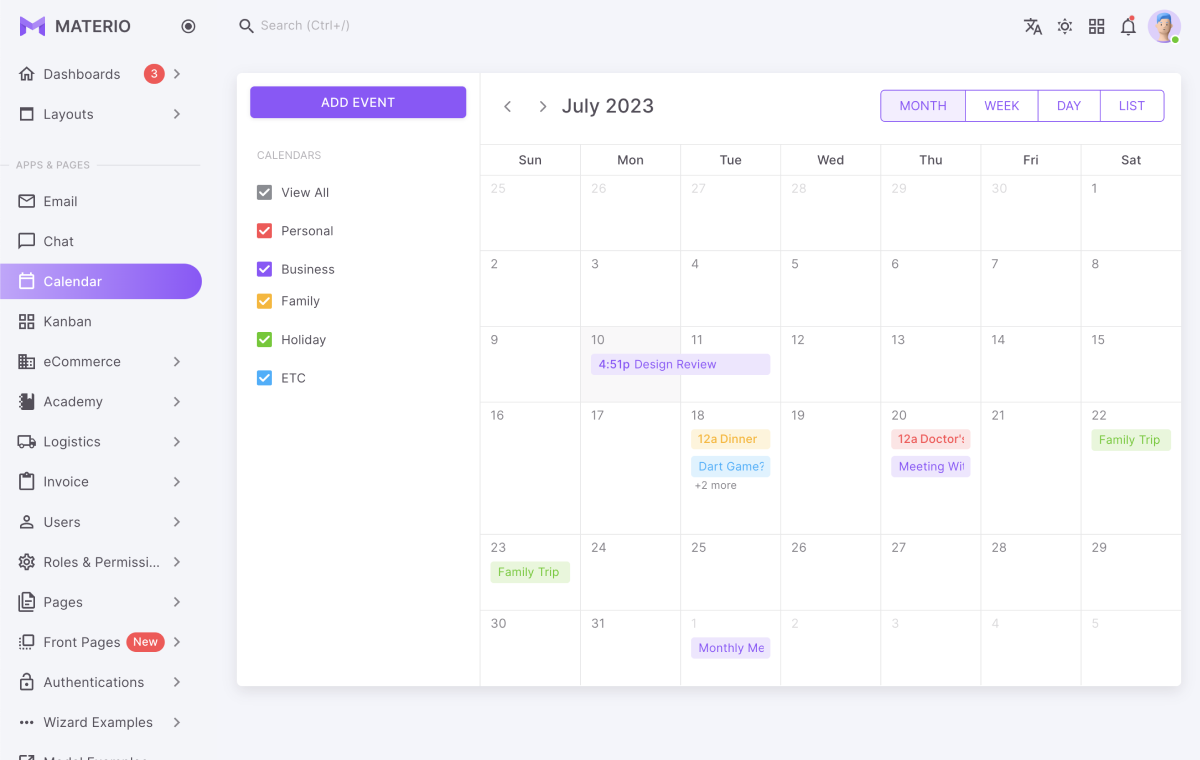 MATERIO
Search (Ctrl+/)
Dashboards 3
Layouts
APPS & PAGES
Email
Chat
Calendar
Kanban
eCommerce
Academy
Logistics
Invoice
Users
Roles & Permissi...
Pages
Front Pages New
Authentications
Wizard Examples
ADD EVENT
CALENDARS
View All
Personal
Business
Family
Holiday
ETC
July 2023
MONTH WEEK DAY LIST
Sun Mon Tue Wed Thu Fri Sat
25 26 27 28 29 30 1
2 3 4 5 6 7 8
9 10 11 12 13 14 15
4:51p Design Review
16 17 18 19 20 21 22
12a Dinner 12a Doctor's Family Trip
Dart Game? Meeting Wit
+2 more
23 24 25 26 27 28 29
Family Trip
30 31 1 2 3 4 5
Monthly Me